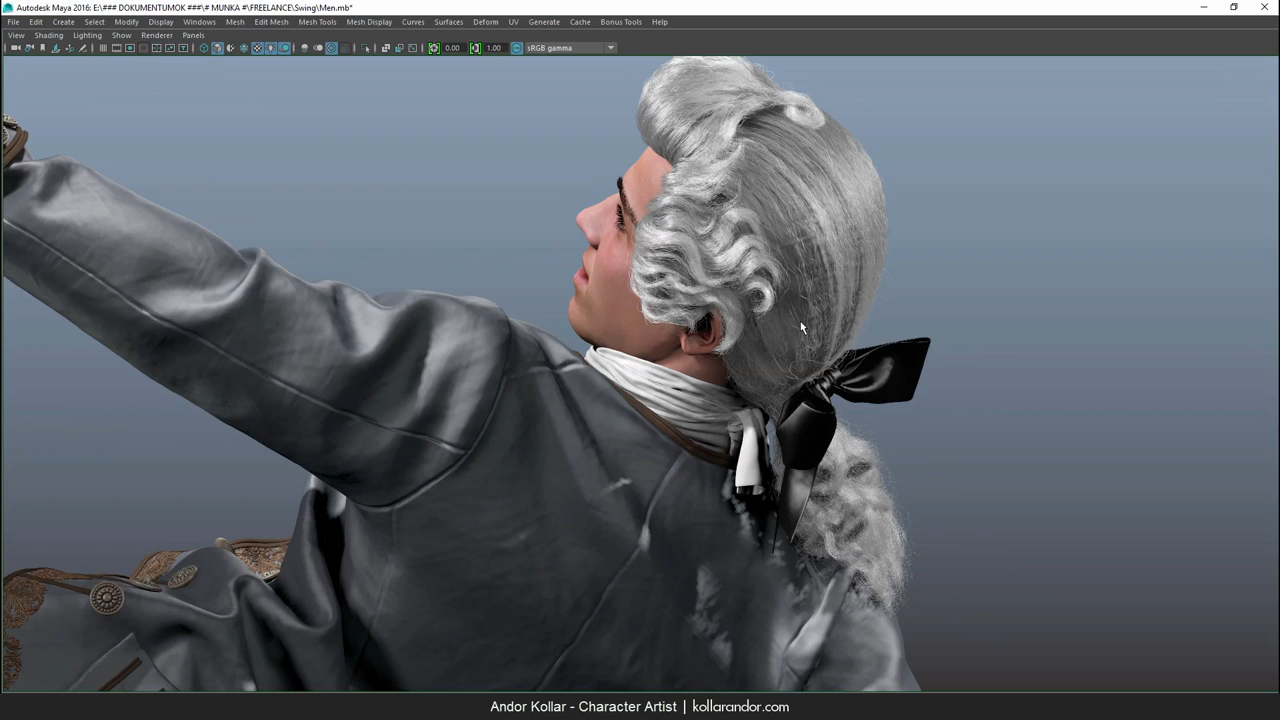 Autodesk Maya 2016: E:\### DOKUMENTUMOK ###\# MUNKA #\FREELANCE\Swing\Men.mb*
File Edit Create Select Modify Display Windows Mesh Edit Mesh Mesh Tools Mesh Display Curves Surfaces Deform UV Generate Cache Bonus Tools Help
View Shading Lighting Show Renderer Panels
0.00 1.00 sRGB gamma
Andor Kollar - Character Artist | kollarandor.com